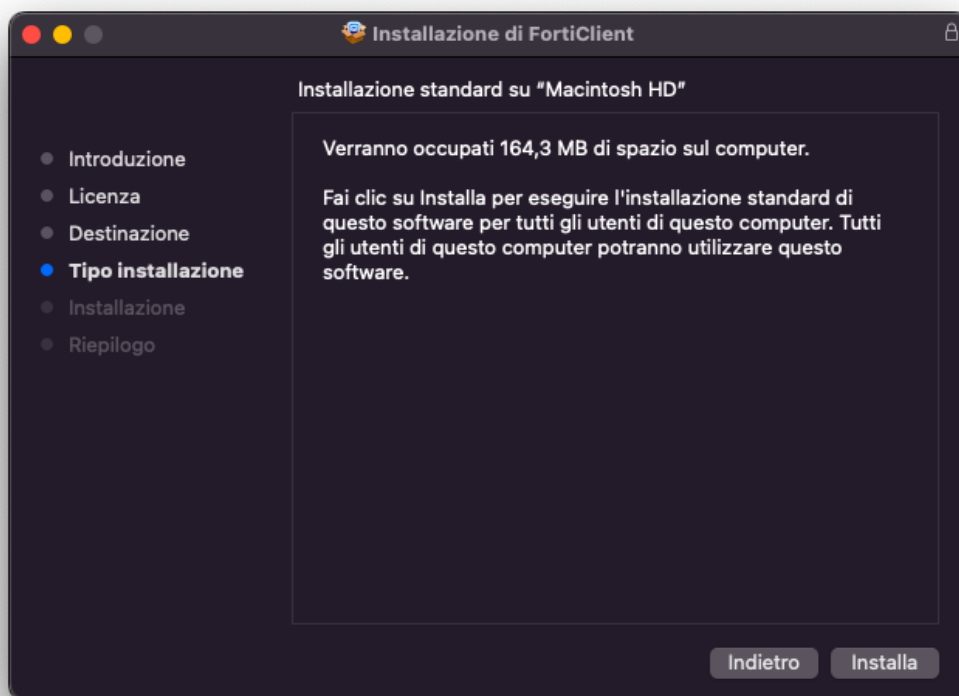 Installazione di FortiClient
Installazione standard su “Macintosh HD”
Introduzione
Licenza
Destinazione
Tipo installazione
Installazione
Riepilogo
Verranno occupati 164,3 MB di spazio sul computer.
Fai clic su Installa per eseguire l'installazione standard di
questo software per tutti gli utenti di questo computer. Tutti
gli utenti di questo computer potranno utilizzare questo
software.
Indietro
Installa